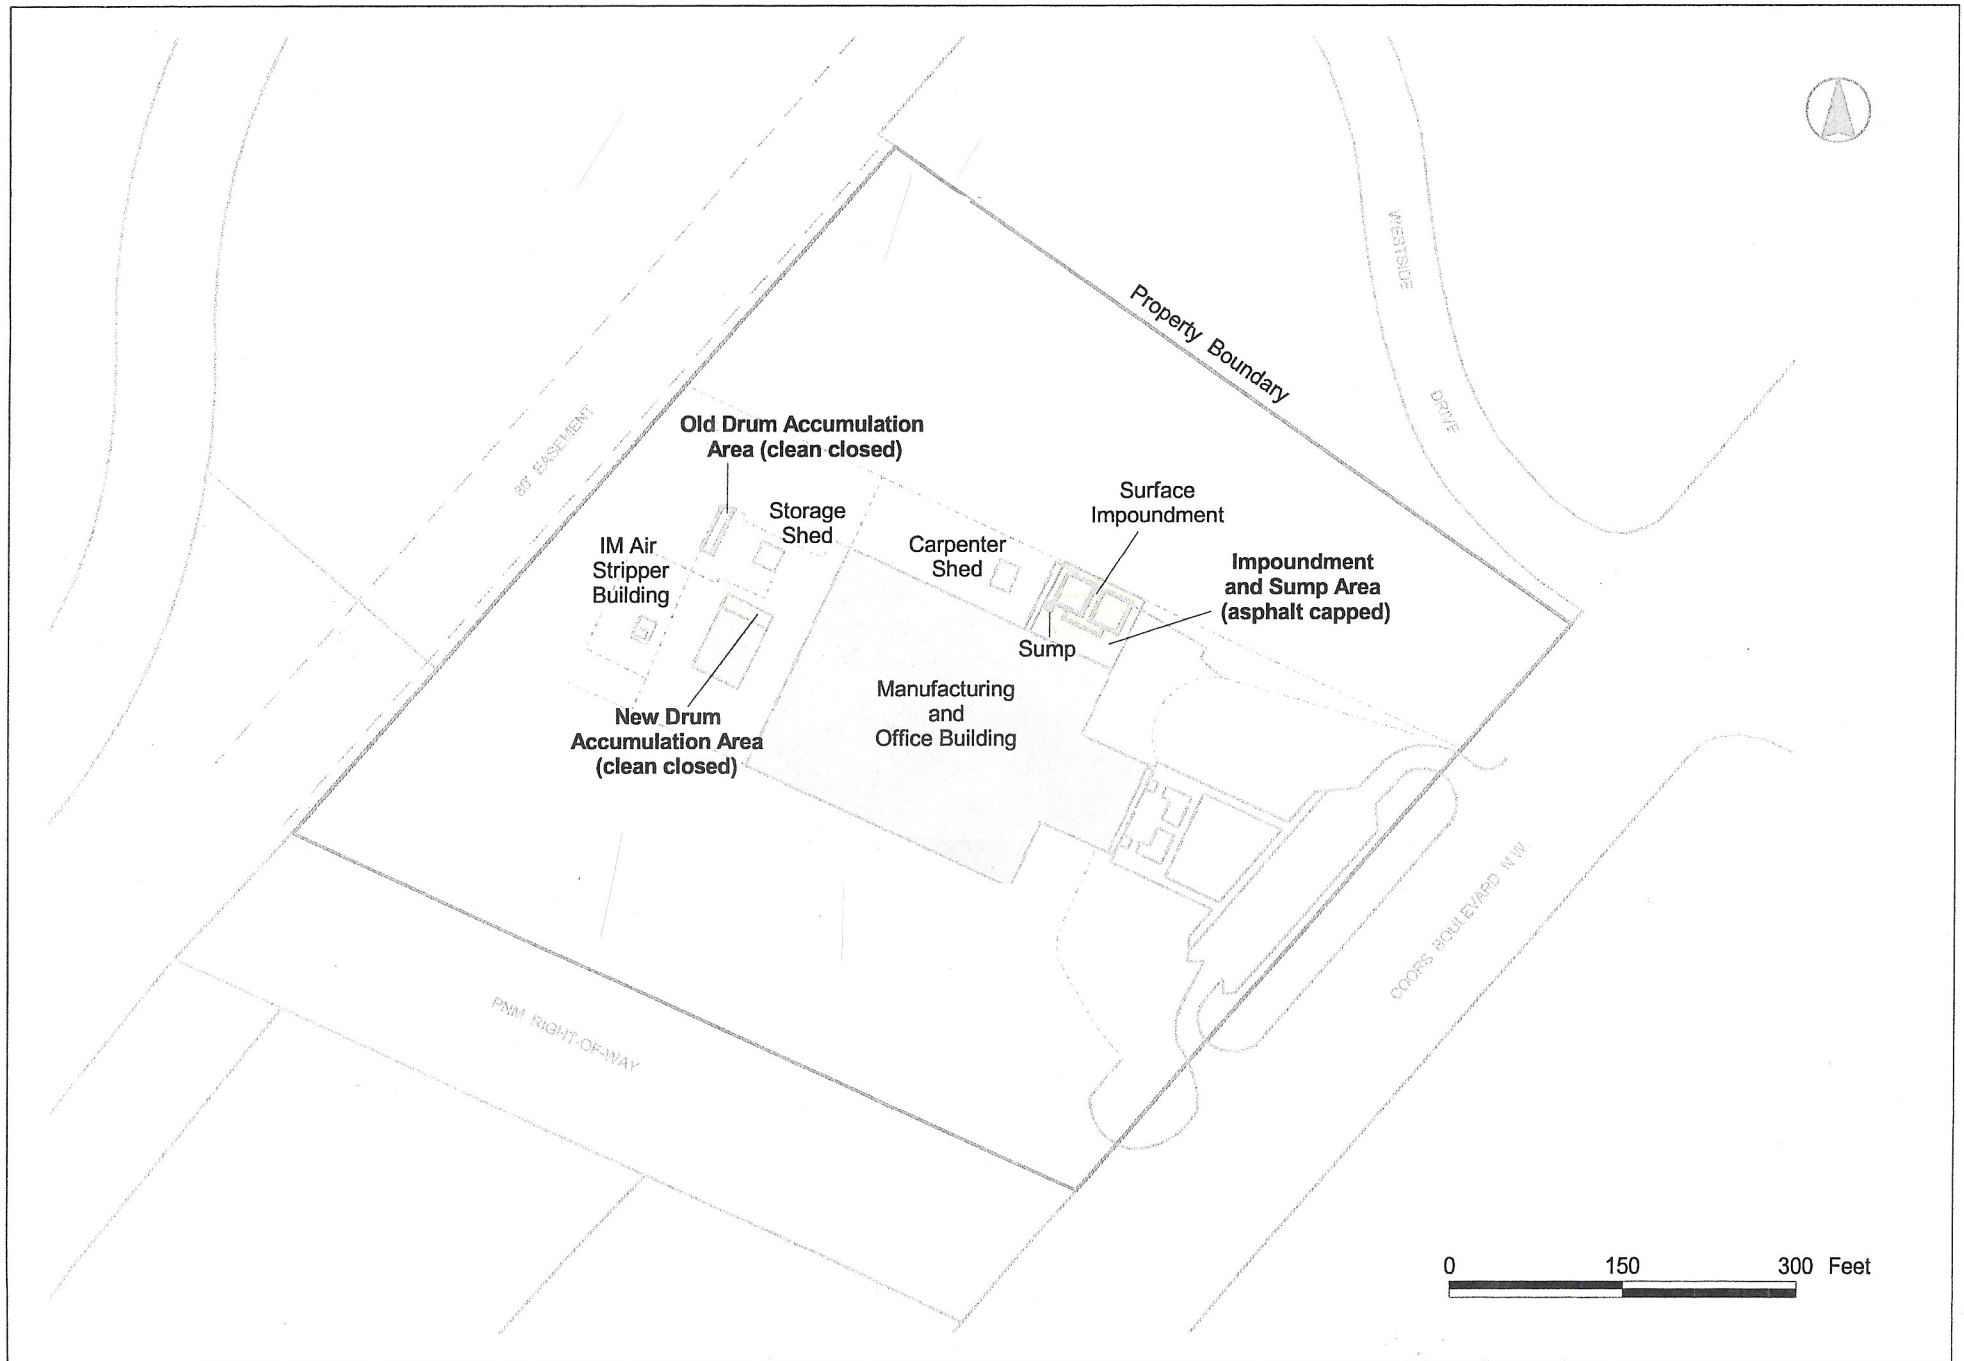 WESTSIDE
DRIVE
Property Boundary
80' EASEMENT
Old Drum Accumulation
Area (clean closed)
Storage
Shed
IM Air
Stripper
Building
Carpenter
Shed
Surface
Impoundment
Impoundment
and Sump Area
(asphalt capped)
Sump
Manufacturing
and
Office Building
New Drum
Accumulation Area
(clean closed)
COORS BOULEVARD N.W.
PNM RIGHT-OF-WAY
0 150 300 Feet